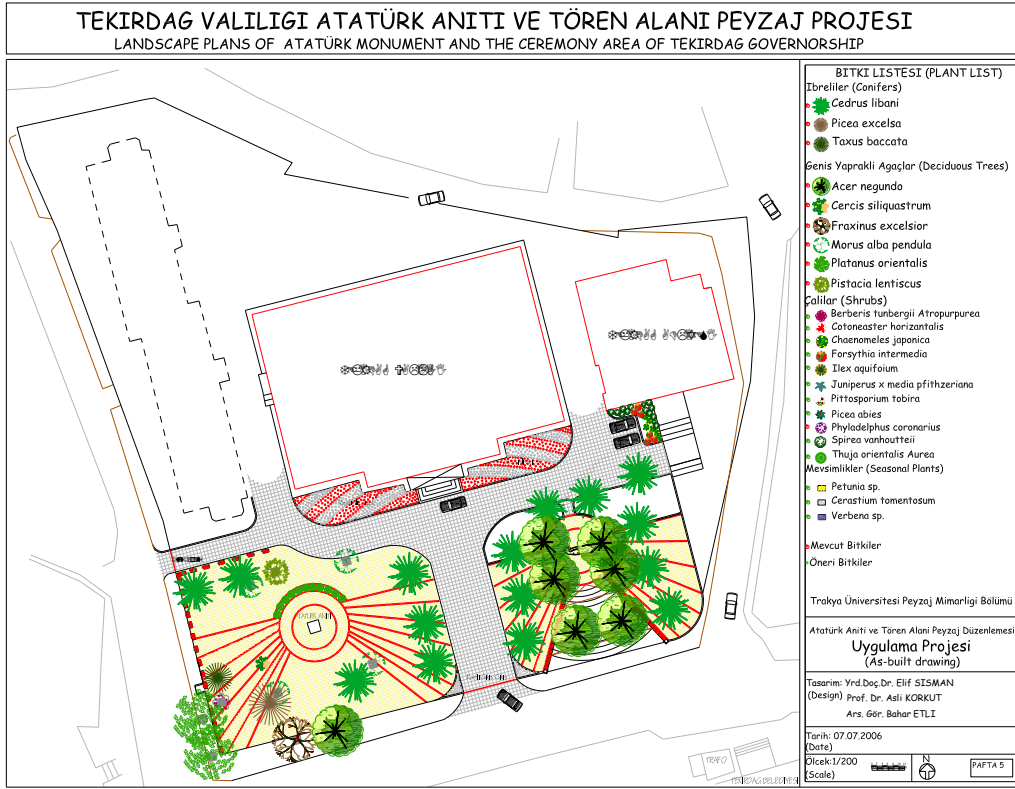 TEKIRDAG VALILIGI ATATÜRK ANITI VE TÖREN ALANI PEYZAJ PROJESI
LANDSCAPE PLANS OF ATATÜRK MONUMENT AND THE CEREMONY AREA OF TEKIRDAG GOVERNORSHIP
ATATÜRK ANITI
TRAFO
TEKIRDAG BELEDIYESI
BITKI LISTESI (PLANT LIST)
Ibreliler (Conifers)
Cedrus libani
Picea excelsa
Taxus baccata
Genis Yaprakli Agaçlar (Deciduous Trees)
Acer negundo
Cercis siliquastrum
Fraxinus excelsior
Morus alba pendula
Platanus orientalis
Pistacia lentiscus
Çalilar (Shrubs)
Berberis tunbergii Atropurpurea
Cotoneaster horizantalis
Chaenomeles japonica
Forsythia intermedia
Ilex aquifoium
Juniperus x media pfithzeriana
Pittosporium tobira
Picea abies
Phyladelphus coronarius
Spirea vanhoutteii
Thuja orientalis Aurea
Mevsimlikler (Seasonal Plants)
Petunia sp.
Cerastium tomentosum
Verbena sp.
Mevcut Bitkiler
Öneri Bitkiler
Trakya Üniversitesi Peyzaj Mimarligi Bölümü
Atatürk Aniti ve Tören Alani Peyzaj Düzenlemesi
Uygulama Projesi
(As-built drawing)
Tasarim: Yrd.Doç.Dr. Elif SISMAN
(Design) Prof. Dr. Asli KORKUT
Ars. Gör. Bahar ETLI
Tarih: 07.07.2006
(Date)
Ölcek:1/200
(Scale)
N
PAFTA 5